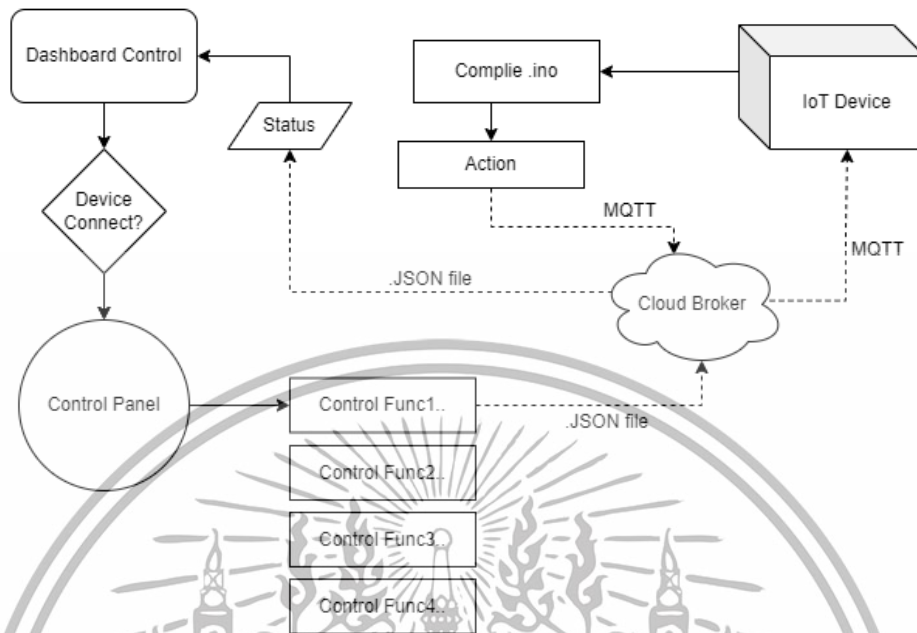 Dashboard Control
Complie .ino
IoT Device
Status
Action
Device
Connect?
MQTT
MQTT
.JSON file
Cloud Broker
Control Panel
Control Func1..
.JSON file
Control Func2..
Control Func3..
Control Func4..